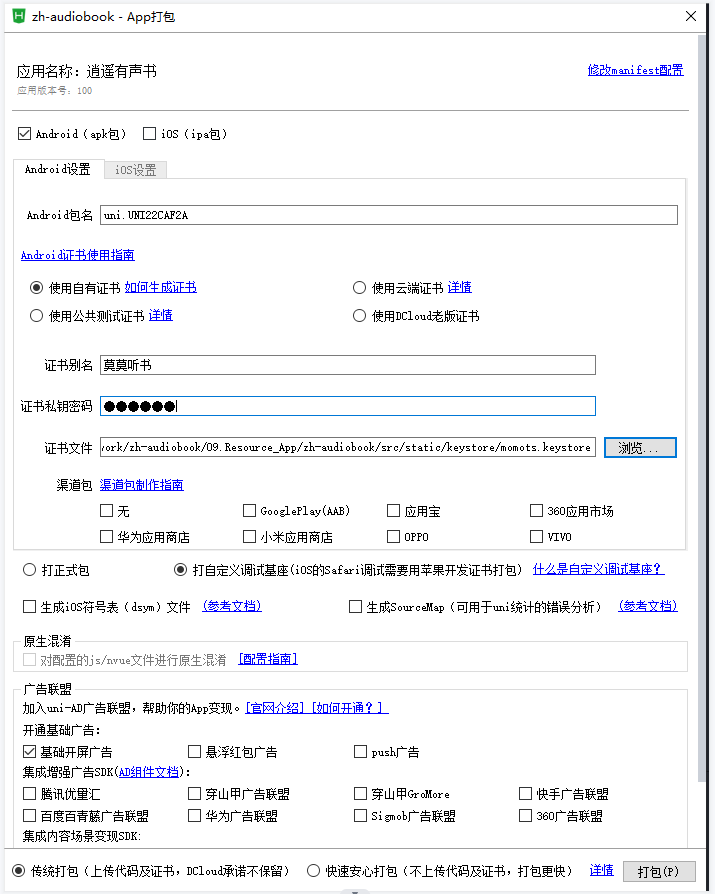 zh-audiobook - App打包
应用名称：逍遥有声书
修改manifest配置
应用版本号：100
Android（apk包） iOS（ipa包）
Android设置 iOS设置
Android包名 uni.UNI22CAF2A
Android证书使用指南
使用自有证书 如何生成证书 使用云端证书 详情
使用公共测试证书 详情 使用DCloud老版证书
证书别名 莫莫听书
证书私钥密码 ●●●●●●
证书文件 work/zh-audiobook/09.Resource_App/zh-audiobook/src/static/keystore/momots.keystore 浏览...
渠道包 渠道包制作指南
无 GooglePlay(AAB) 应用宝 360应用市场
华为应用商店 小米应用商店 OPPO VIVO
打正式包 打自定义调试基座(iOS的Safari调试需要用苹果开发证书打包) 什么是自定义调试基座？
生成iOS符号表（dsym）文件 (参考文档) 生成SourceMap（可用于uni统计的错误分析） (参考文档)
原生混淆
对配置的js/nvue文件进行原生混淆 [配置指南]
广告联盟
加入uni-AD广告联盟，帮助你的App变现。[官网介绍] [如何开通？]
开通基础广告：
基础开屏广告 悬浮红包广告 push广告
集成增强广告SDK(AD组件文档)：
腾讯优量汇 穿山甲广告联盟 穿山甲GroMore 快手广告联盟
百度百青藤广告联盟 华为广告联盟 Sigmob广告联盟 360广告联盟
集成内容场景变现SDK:
传统打包（上传代码及证书，DCloud承诺不保留） 快速安心打包（不上传代码及证书，打包更快） 详情 打包(P)